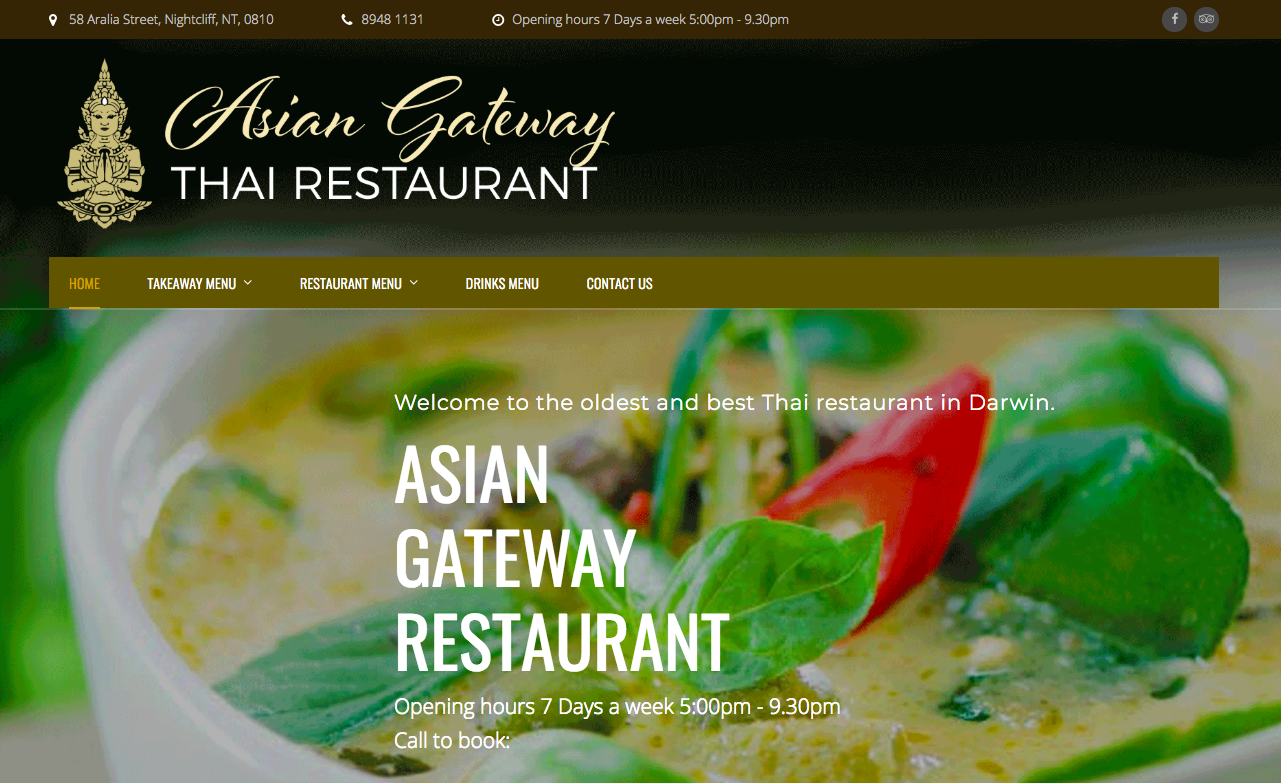 58 Aralia Street, Nightcliff, NT, 0810
8948 1131
Opening hours 7 Days a week 5:00pm - 9.30pm
Asian Gateway
THAI RESTAURANT
HOME
TAKEAWAY MENU
RESTAURANT MENU
DRINKS MENU
CONTACT US
Welcome to the oldest and best Thai restaurant in Darwin.
ASIAN
GATEWAY
RESTAURANT
Opening hours 7 Days a week 5:00pm - 9.30pm
Call to book: